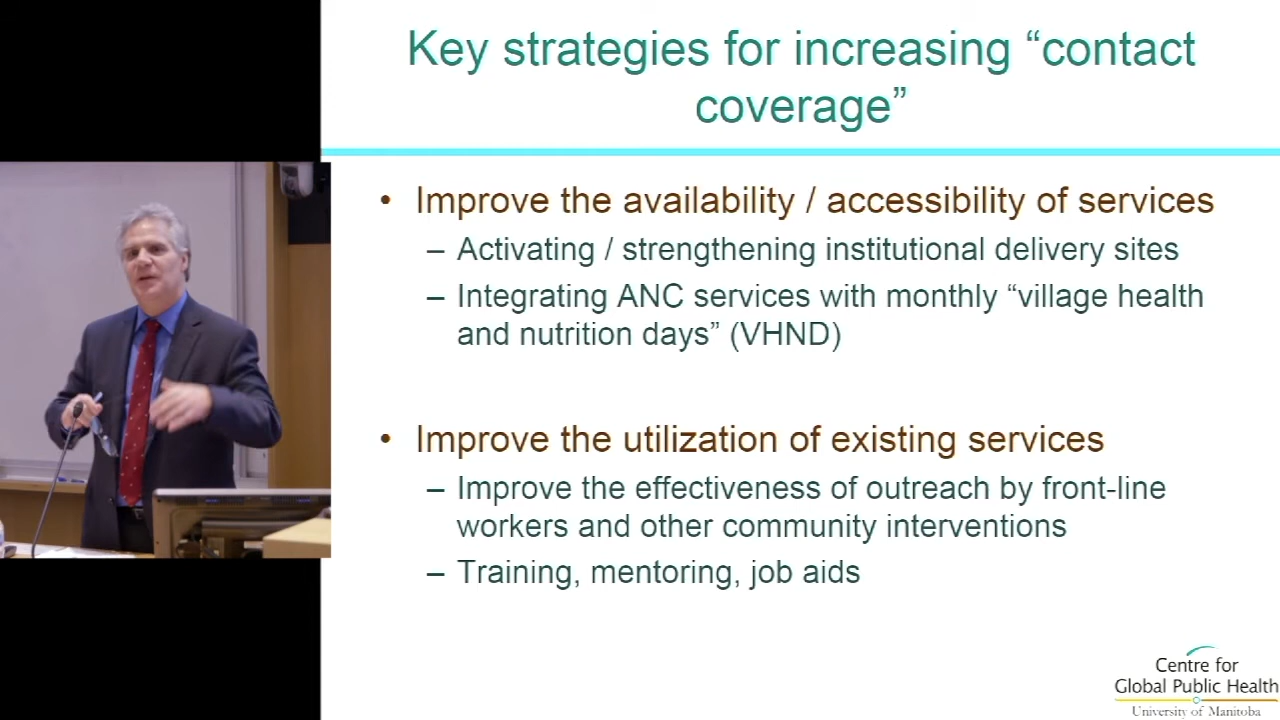 Key strategies for increasing “contact
coverage”
• Improve the availability / accessibility of services
– Activating / strengthening institutional delivery sites
– Integrating ANC services with monthly “village health
and nutrition days” (VHND)
• Improve the utilization of existing services
– Improve the effectiveness of outreach by front-line
workers and other community interventions
– Training, mentoring, job aids
Centre for
Global Public Health
University of Manitoba